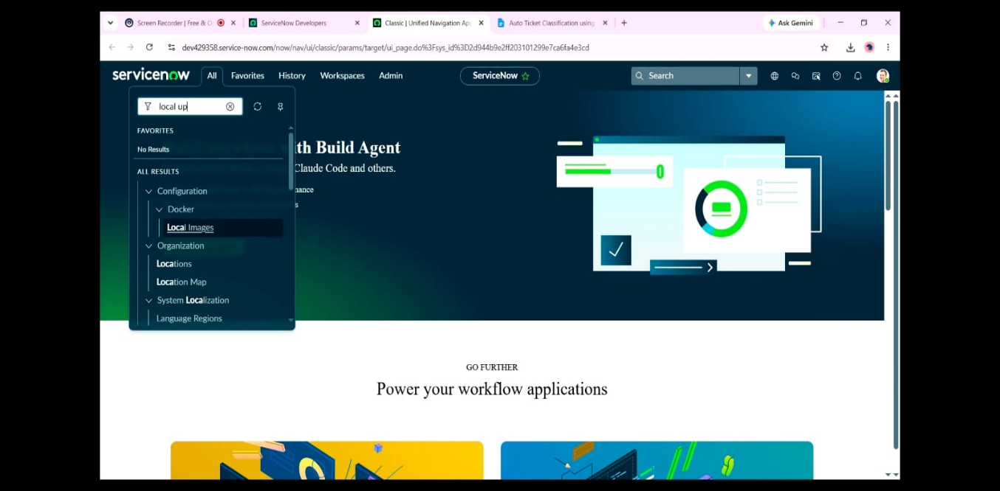 Screen Recorder | Free & O
ServiceNow Developers
Classic | Unified Navigation Ap
Auto Ticket Classification using
Ask Gemini
dev429358.service-now.com/now/nav/ui/classic/params/target/ui_page.do%3Fsys_id%3D2d944b9e2ff203101299e7ca6fa4e3cd
servicenow All Favorites History Workspaces Admin ServiceNow Search
local up
FAVORITES
No Results
ALL RESULTS
Configuration
Docker
Local Images
Organization
Locations
Location Map
System Localization
Language Regions
th Build Agent
Claude Code and others.
nance
s
GO FURTHER
Power your workflow applications